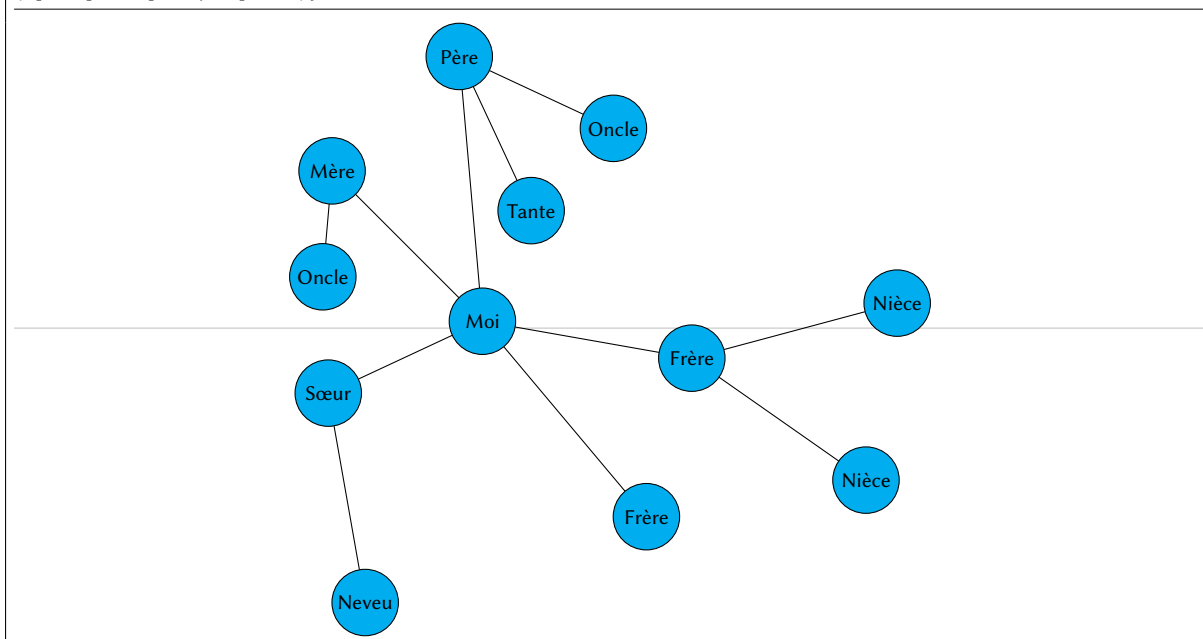 Père
Oncle
Mère
Tante
Oncle
Nièce
Moi
Frère
Sœur
Nièce
Frère
Neveu